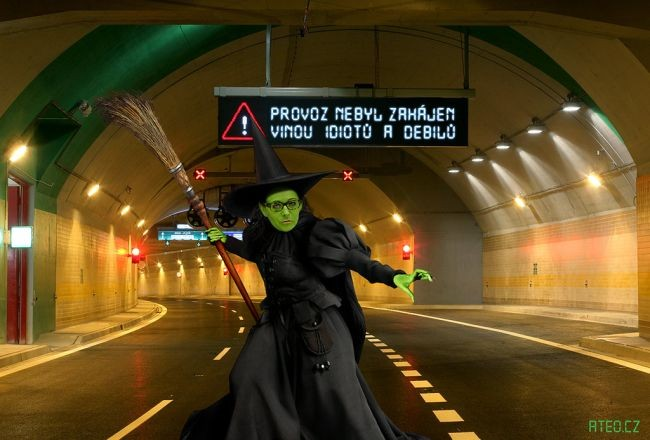 PROVOZ NEBYL ZAHÁJEN
VINOU IDIOTŮ A DEBILŮ
ATEO.CZ